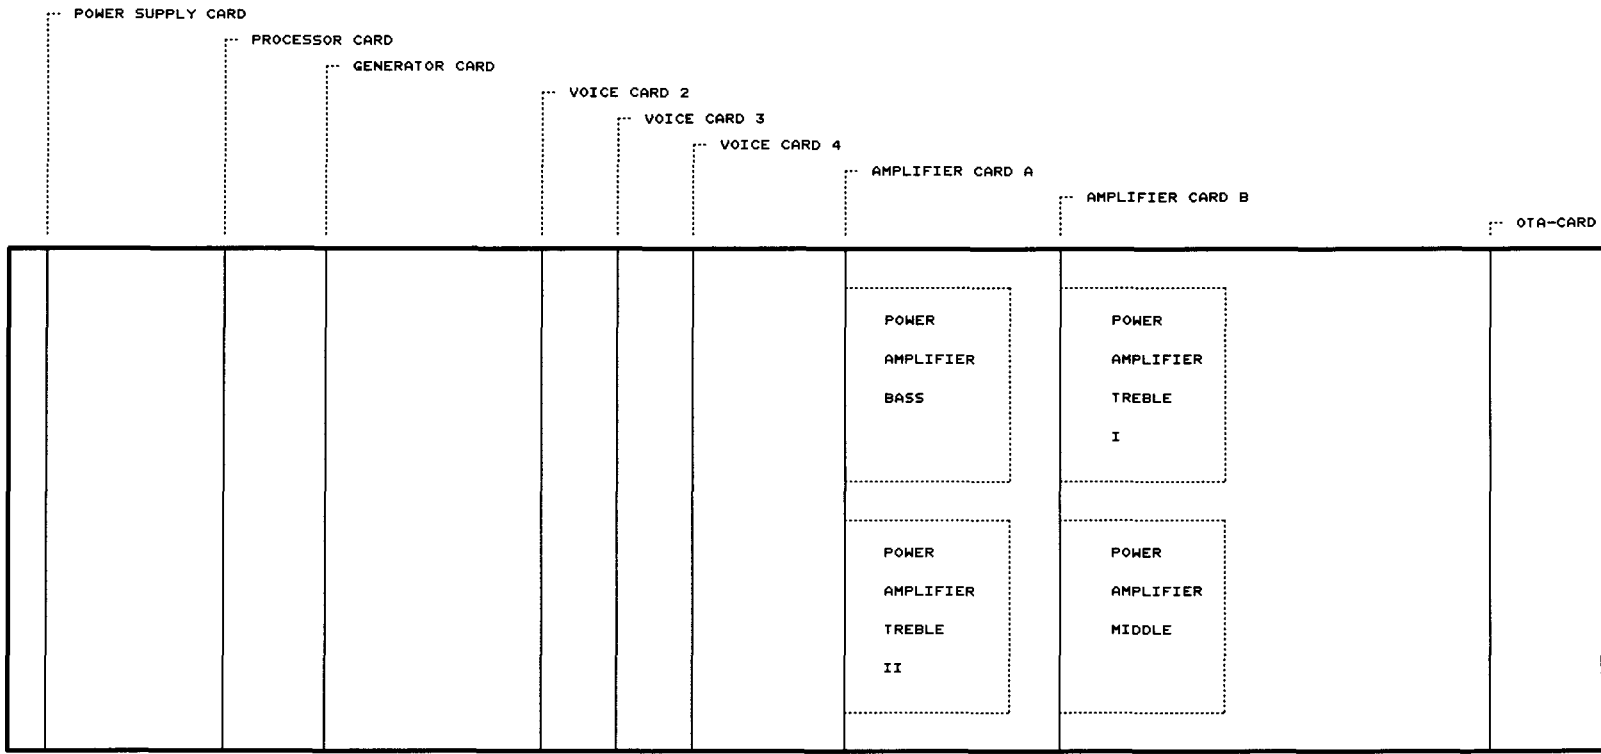 POWER SUPPLY CARD
PROCESSOR CARD
GENERATOR CARD
VOICE CARD 2
VOICE CARD 3
VOICE CARD 4
AMPLIFIER CARD A
AMPLIFIER CARD B
OTA-CARD
POWER
AMPLIFIER
BASS
POWER
AMPLIFIER
TREBLE
I
POWER
AMPLIFIER
TREBLE
II
POWER
AMPLIFIER
MIDDLE